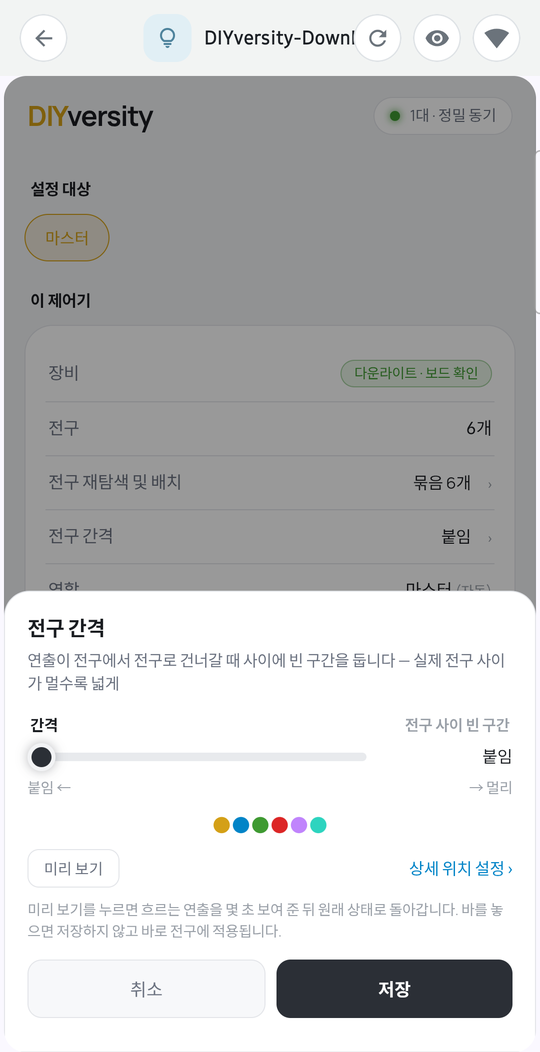 DIYversity-Down
DIYversity
1대 · 정밀 동기
설정 대상
마스터
이 제어기
장비
다운라이트 · 보드 확인
전구
6개
전구 재탐색 및 배치
묶음 6개 ›
전구 간격
붙임 ›
역할
마스터 (자동)
전구 간격
연출이 전구에서 전구로 건너갈 때 사이에 빈 구간을 둡니다 — 실제 전구 사이
가 멀수록 넓게
간격
전구 사이 빈 구간
붙임
붙임 ←
→ 멀리
미리 보기
상세 위치 설정 ›
미리 보기를 누르면 흐르는 연출을 몇 초 보여 준 뒤 원래 상태로 돌아갑니다. 바를 놓
으면 저장하지 않고 바로 전구에 적용됩니다.
취소
저장